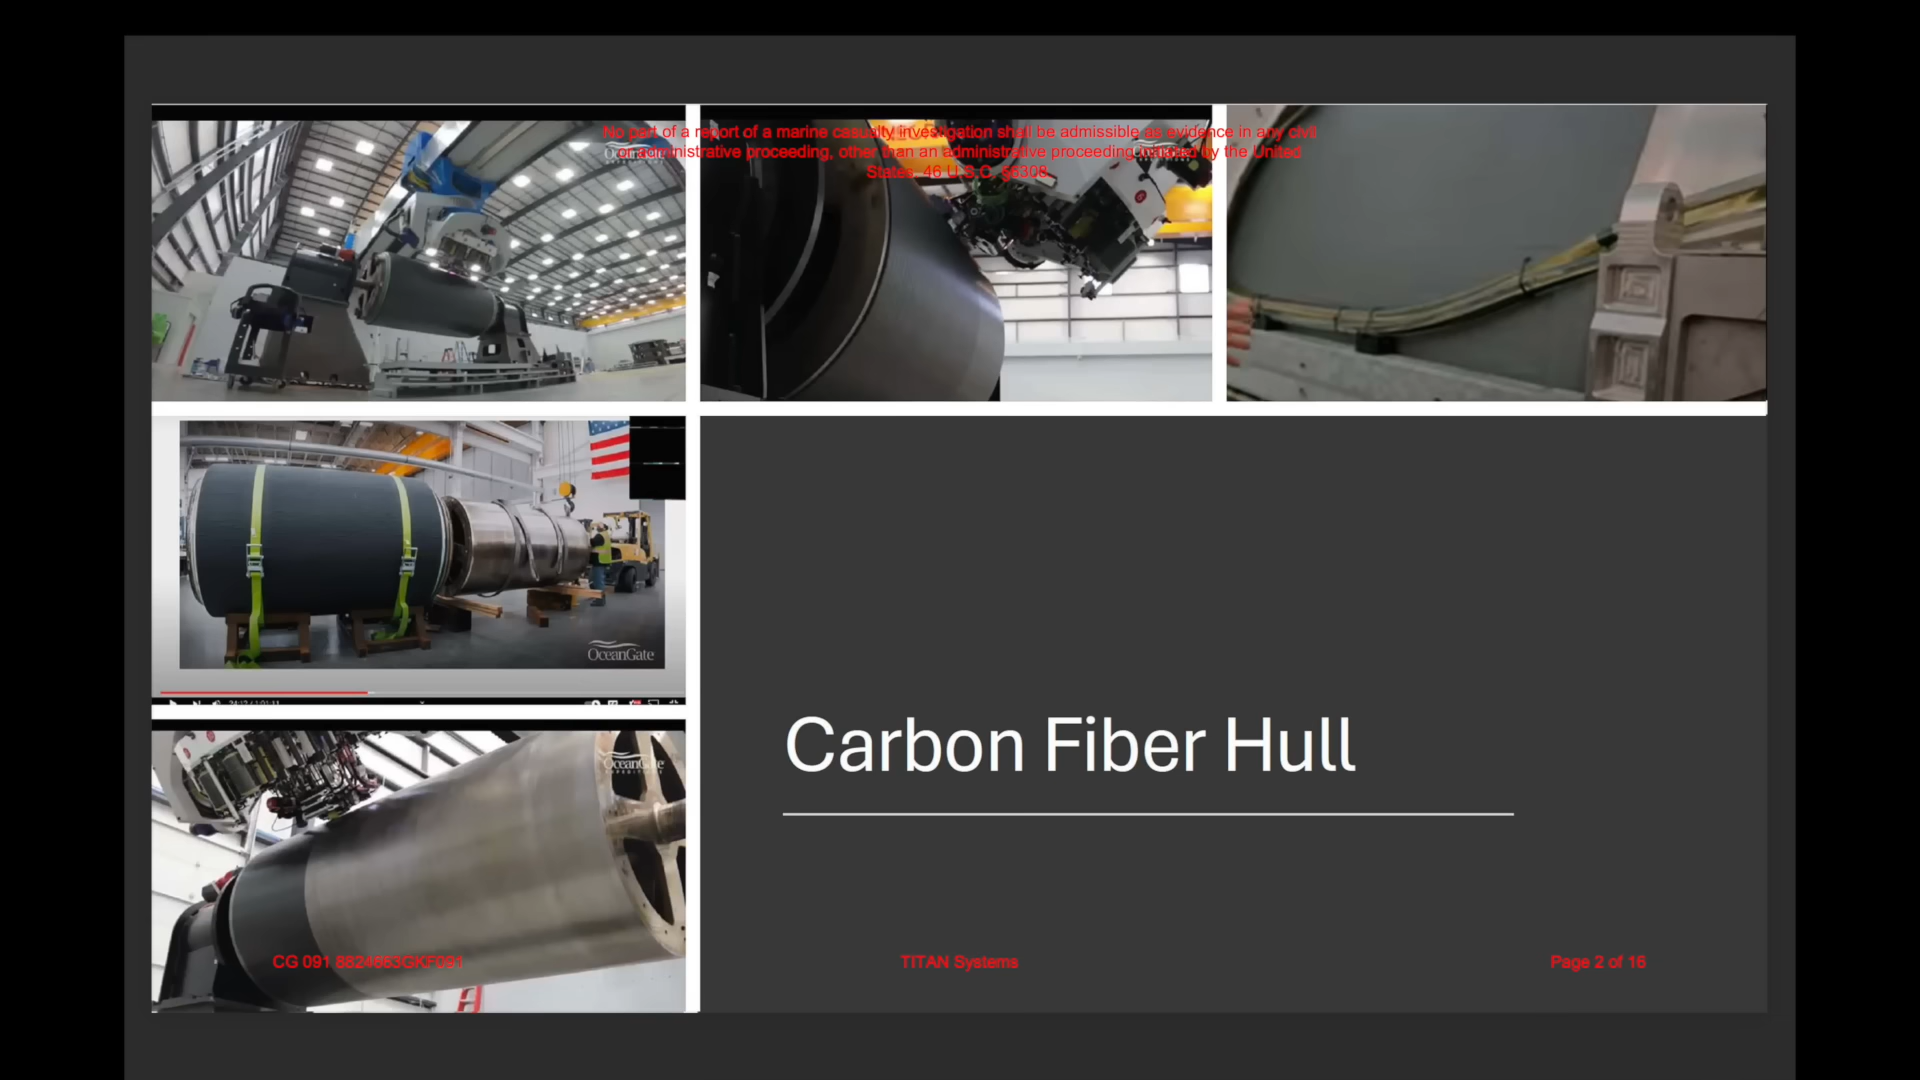 No part of a report of a marine casualty investigation shall be admissible as evidence in any civil
or administrative proceeding, other than an administrative proceeding initiated by the United
States. 46 U.S.C. §6308.
OceanGate
OceanGate
Carbon Fiber Hull
CG 091 8824663GKF091
TITAN Systems
Page 2 of 16